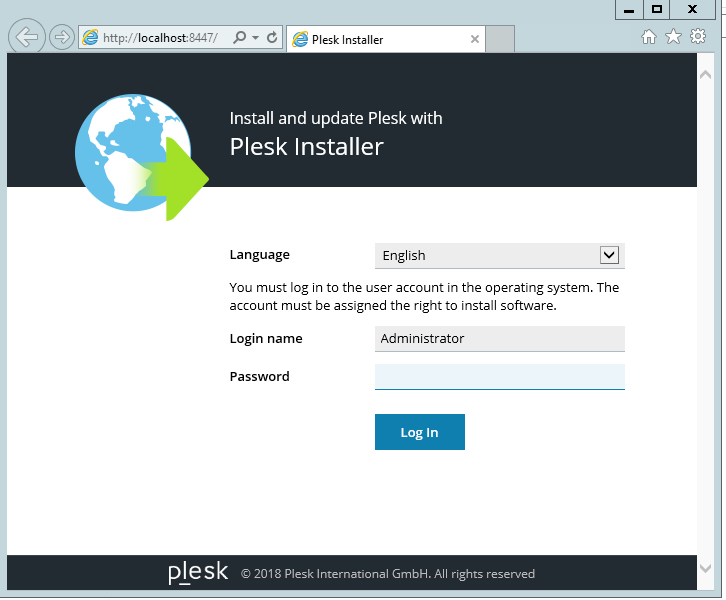 http://localhost:8447/
Plesk Installer
Install and update Plesk with
Plesk Installer
Language
English
You must log in to the user account in the operating system. The
account must be assigned the right to install software.
Login name
Administrator
Password
Log In
plesk © 2018 Plesk International GmbH. All rights reserved